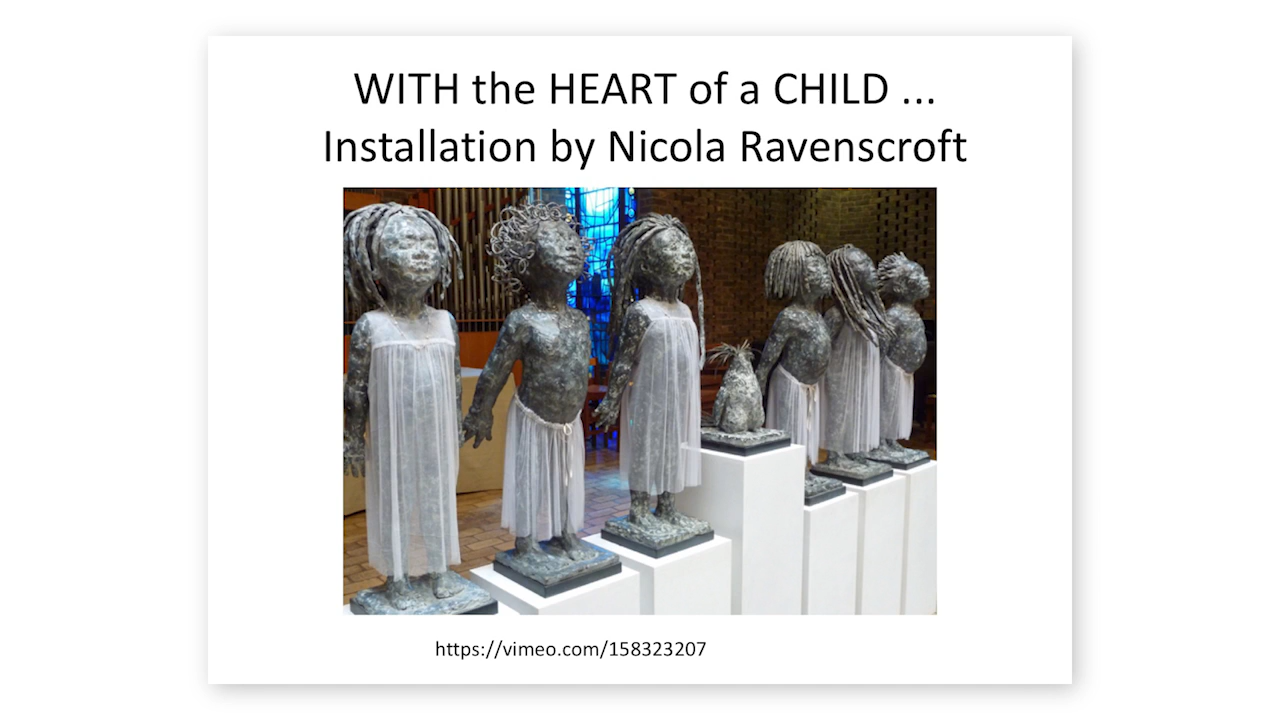 WITH the HEART of a CHILD ...
Installation by Nicola Ravenscroft
https://vimeo.com/158323207